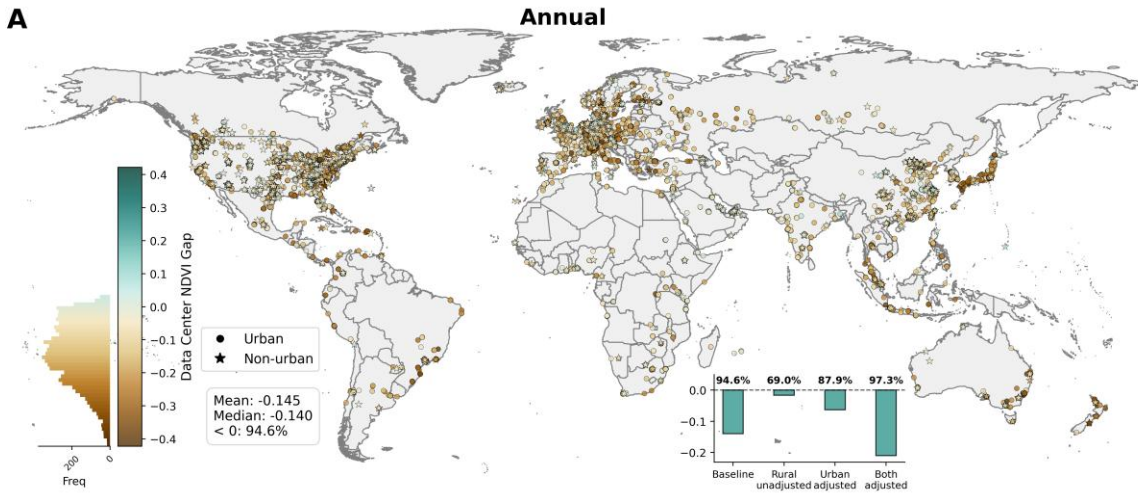 A
Annual
0.4
0.3
0.2
0.1
0.0
−0.1
−0.2
−0.3
−0.4
Data Center NDVI Gap
200
0
Freq
Urban
Non-urban
Mean: -0.145
Median: -0.140
< 0: 94.6%
94.6% 69.0% 87.9% 97.3%
0.0
−0.1
−0.2
Baseline Rural Urban Both
unadjusted adjusted adjusted